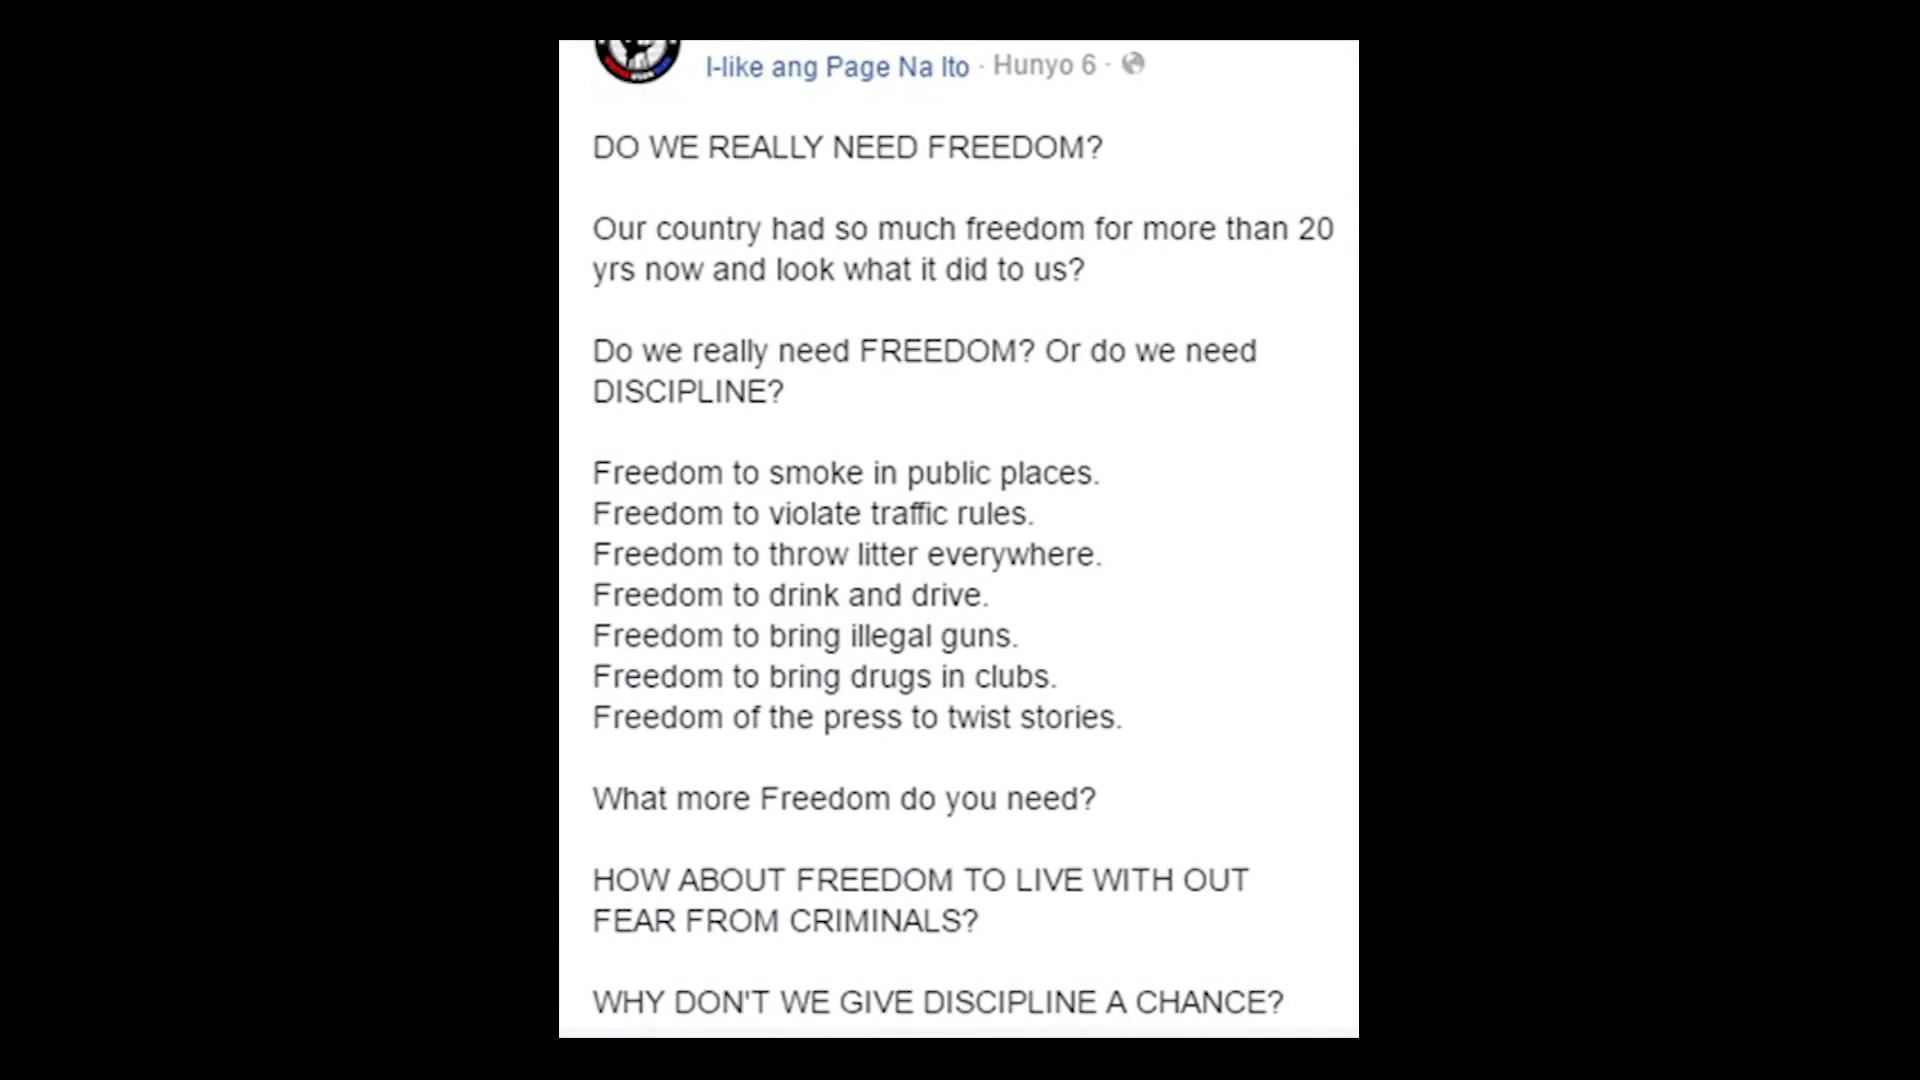 I-like ang Page Na Ito · Hunyo 6 ·
DO WE REALLY NEED FREEDOM?
Our country had so much freedom for more than 20
yrs now and look what it did to us?
Do we really need FREEDOM? Or do we need
DISCIPLINE?
Freedom to smoke in public places.
Freedom to violate traffic rules.
Freedom to throw litter everywhere.
Freedom to drink and drive.
Freedom to bring illegal guns.
Freedom to bring drugs in clubs.
Freedom of the press to twist stories.
What more Freedom do you need?
HOW ABOUT FREEDOM TO LIVE WITH OUT
FEAR FROM CRIMINALS?
WHY DON'T WE GIVE DISCIPLINE A CHANCE?